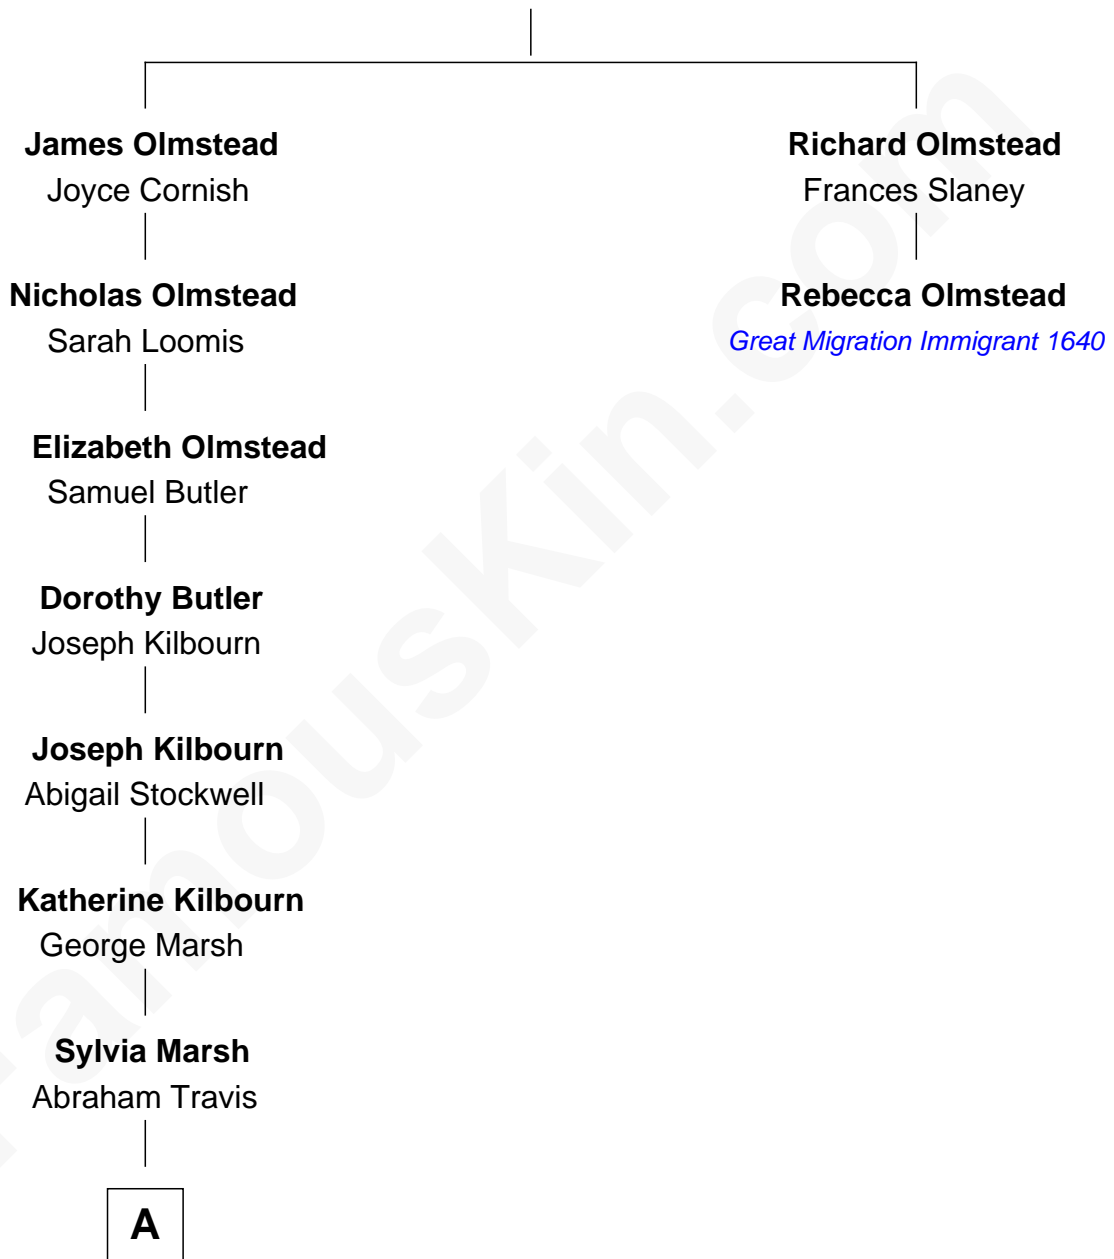 James Olmstead
Joyce Cornish
Richard Olmstead
Frances Slaney
Nicholas Olmstead
Sarah Loomis
Rebecca Olmstead
Great Migration Immigrant 1640
Elizabeth Olmstead
Samuel Butler
Dorothy Butler
Joseph Kilbourn
Joseph Kilbourn
Abigail Stockwell
Katherine Kilbourn
George Marsh
Sylvia Marsh
Abraham Travis
A
FamousKin.com